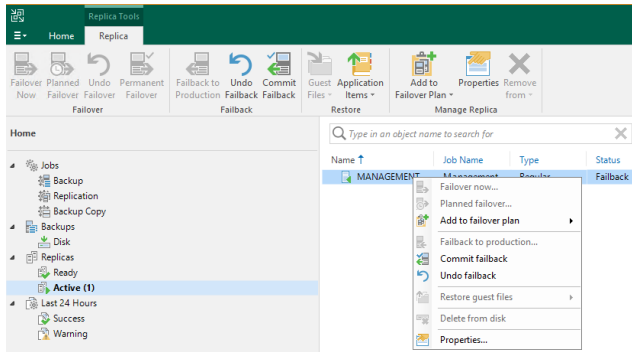 Replica Tools
Home Replica
Failover Now
Planned Failover
Undo Failover
Permanent Failover
Failover
Failback to Production
Undo Failback
Commit Failback
Failback
Guest Files
Application Items
Restore
Add to Failover Plan
Properties
Remove from
Manage Replica
Home
Jobs
Backup
Replication
Backup Copy
Backups
Disk
Replicas
Ready
Active (1)
Last 24 Hours
Success
Warning
Type in an object name to search for
Name Job Name Type Status
MANAGEMENT Management Regular Failback
Failover now...
Planned failover...
Add to failover plan
Failback to production...
Commit failback
Undo failback
Restore guest files
Delete from disk
Properties...